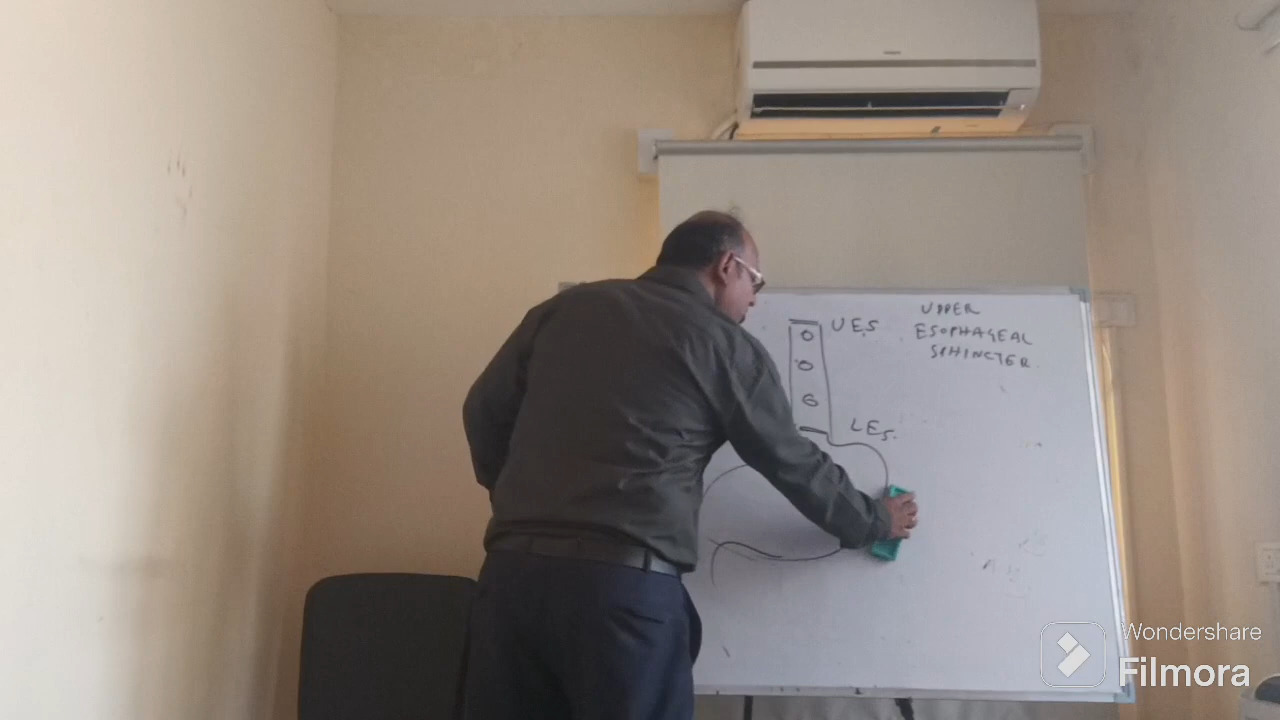 UES
UPPER
ESOPHAGEAL
SPHINCTER.
LES.
Wondershare
Filmora